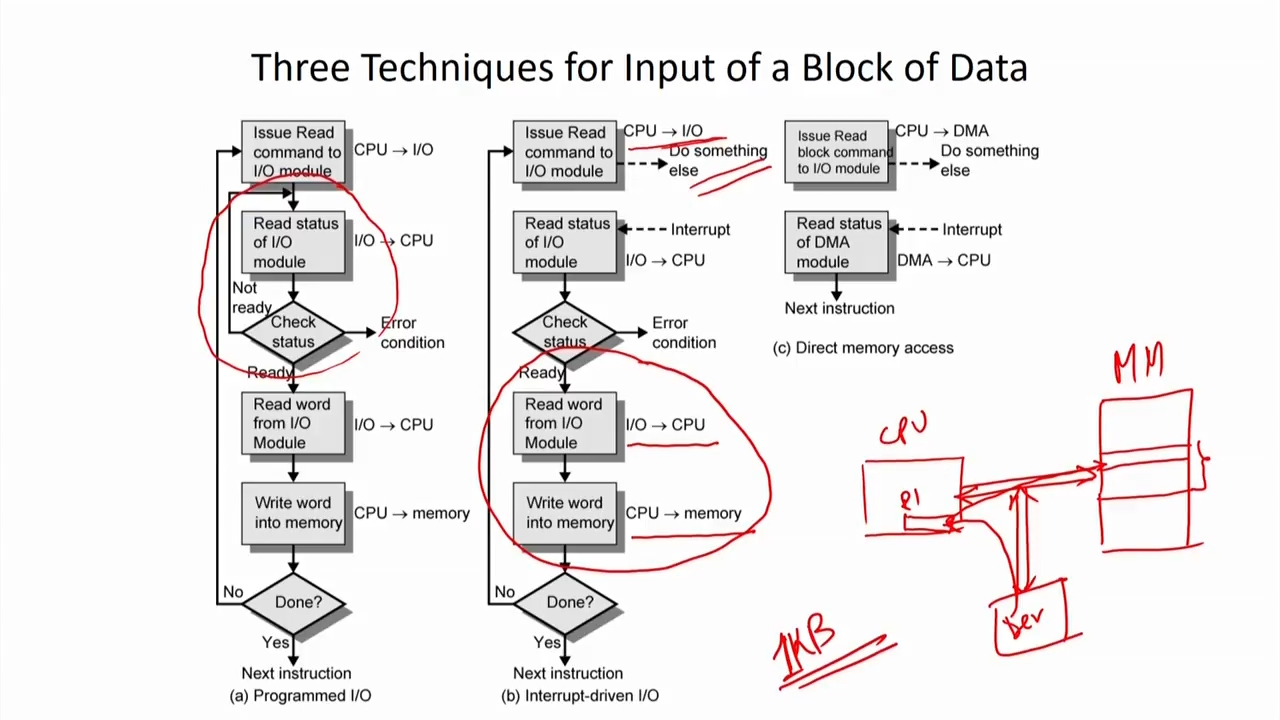 Three Techniques for Input of a Block of Data
Issue Read
command to
I/O module
CPU → I/O
Read status
of I/O
module
I/O → CPU
Not
ready
Check
status
Error
condition
Ready
Read word
from I/O
Module
I/O → CPU
Write word
into memory
CPU → memory
No
Done?
Yes
Next instruction
(a) Programmed I/O
Issue Read
command to
I/O module
CPU → I/O
Do something
else
Read status
of I/O
module
Interrupt
I/O → CPU
Check
status
Error
condition
Ready
Read word
from I/O
Module
I/O → CPU
Write word
into memory
CPU → memory
No
Done?
Yes
Next instruction
(b) Interrupt-driven I/O
Issue Read
block command
to I/O module
CPU → DMA
Do something
else
Read status
of DMA
module
Interrupt
DMA → CPU
Next instruction
(c) Direct memory access
MM
CPU
Dev
1KB